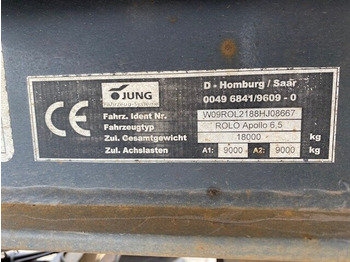 JUNG
Fahrzeug-Systeme
D - Homburg / Saar
0049 6841/9609 - 0
CE
Fahrz. Ident Nr. W09ROL2188HJ08667
Fahrzeugtyp ROLO Apollo 6,5
Zul. Gesamtgewicht 18000 kg
Zul. Achslasten A1: 9000 A2: 9000 kg